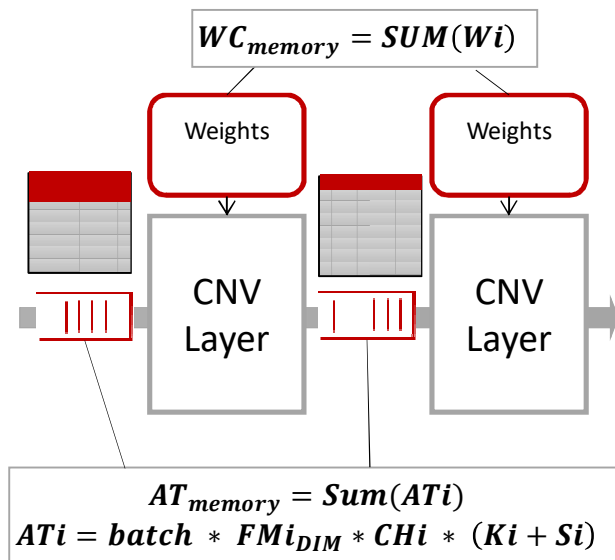 WC_memory = SUM(Wi)
Weights
Weights
CNV
Layer
CNV
Layer
AT_memory = Sum(ATi)
ATi = batch * FMi_DIM * CHi * (Ki + Si)